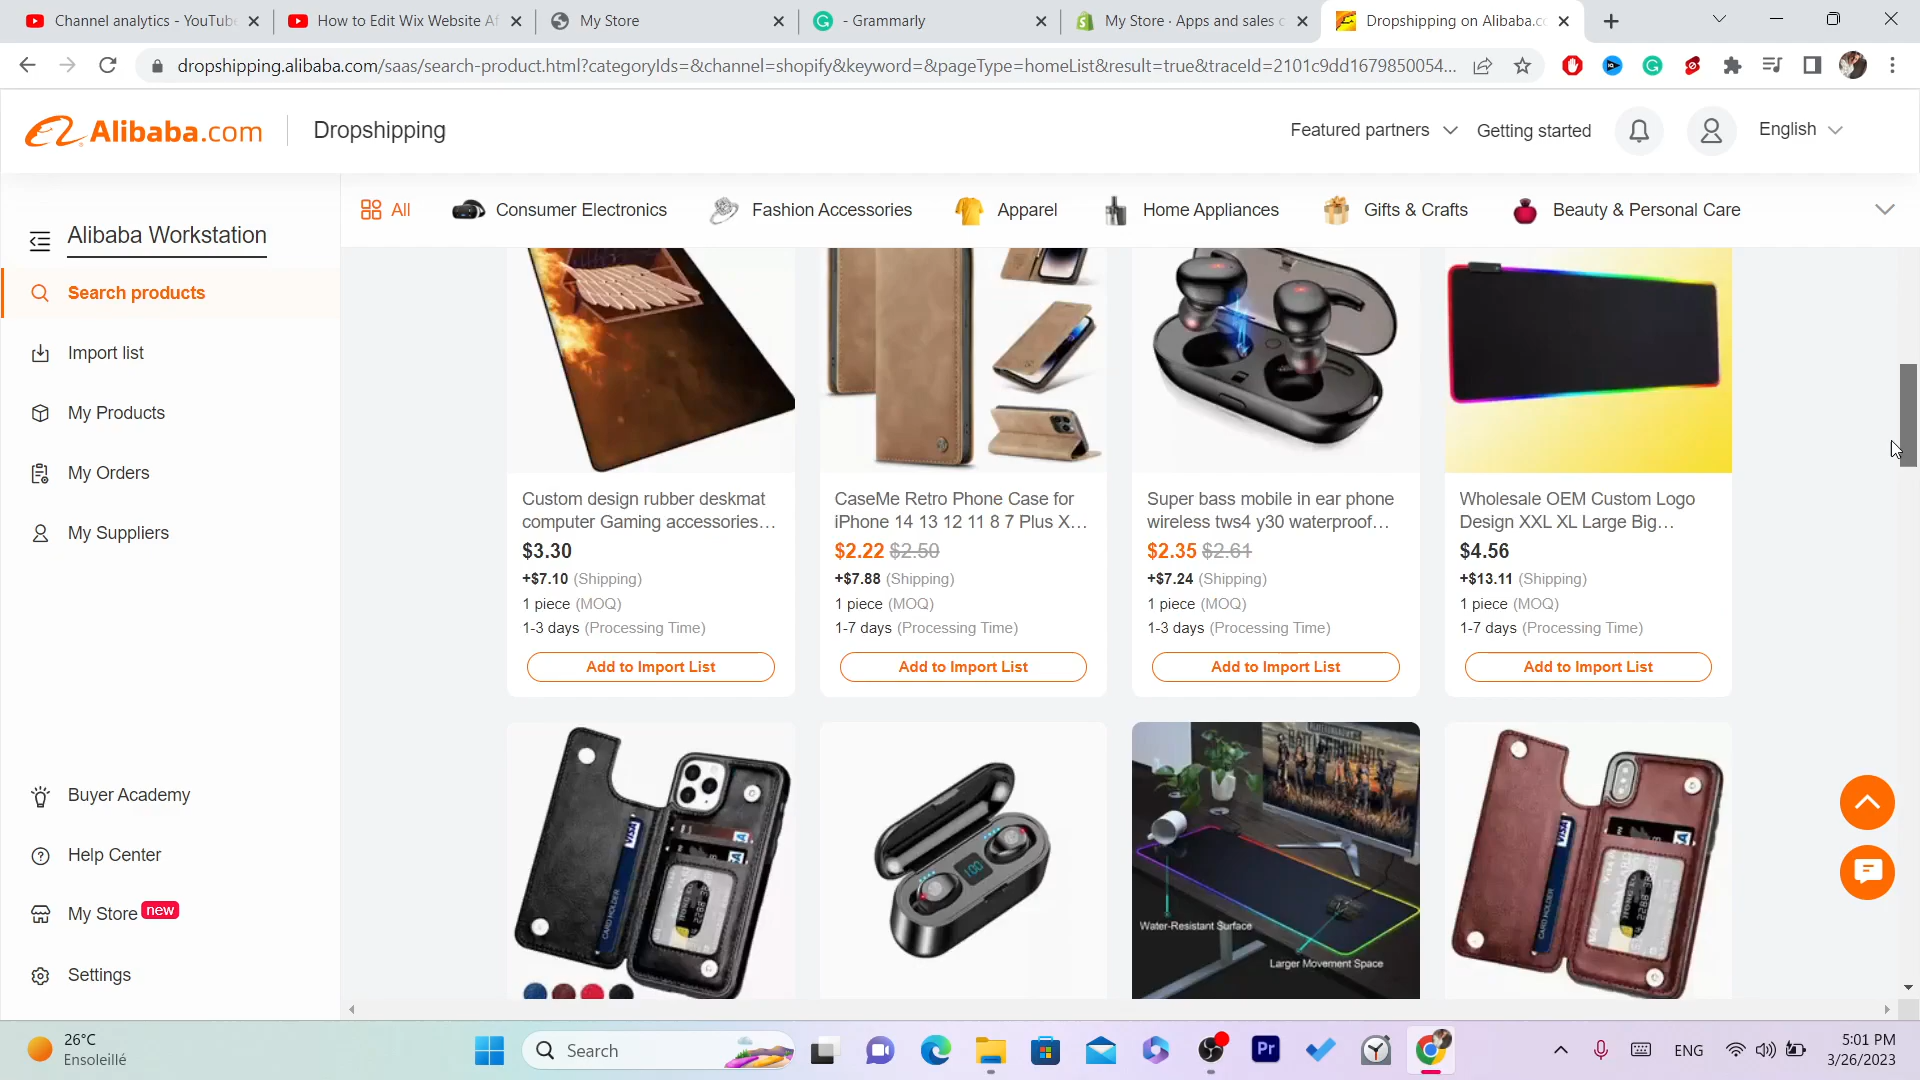 Channel analytics - YouTube
How to Edit Wix Website Af
My Store
- Grammarly
My Store · Apps and sales c
Dropshipping on Alibaba.co
dropshipping.alibaba.com/saas/search-product.html?categoryIds=&channel=shopify&keyword=&pageType=homeList&result=true&traceId=2101c9dd1679850054...
Alibaba.com
Dropshipping
Featured partners
Getting started
English
Alibaba Workstation
Search products
Import list
My Products
My Orders
My Suppliers
Buyer Academy
Help Center
My Store new
Settings
All
Consumer Electronics
Fashion Accessories
Apparel
Home Appliances
Gifts & Crafts
Beauty & Personal Care
Custom design rubber deskmat
computer Gaming accessories...
$3.30
+$7.10 (Shipping)
1 piece (MOQ)
1-3 days (Processing Time)
Add to Import List
CaseMe Retro Phone Case for
iPhone 14 13 12 11 8 7 Plus X...
$2.22 $2.50
+$7.88 (Shipping)
1 piece (MOQ)
1-7 days (Processing Time)
Add to Import List
Super bass mobile in ear phone
wireless tws4 y30 waterproof...
$2.35 $2.61
+$7.24 (Shipping)
1 piece (MOQ)
1-3 days (Processing Time)
Add to Import List
Wholesale OEM Custom Logo
Design XXL XL Large Big...
$4.56
+$13.11 (Shipping)
1 piece (MOQ)
1-7 days (Processing Time)
Add to Import List
VISA
CARD HOLDER
100
Water-Resistant Surface
Larger Movement Space
VISA
CARD HOLDER
26°C
Ensoleillé
Search
Pr
ENG
5:01 PM
3/26/2023